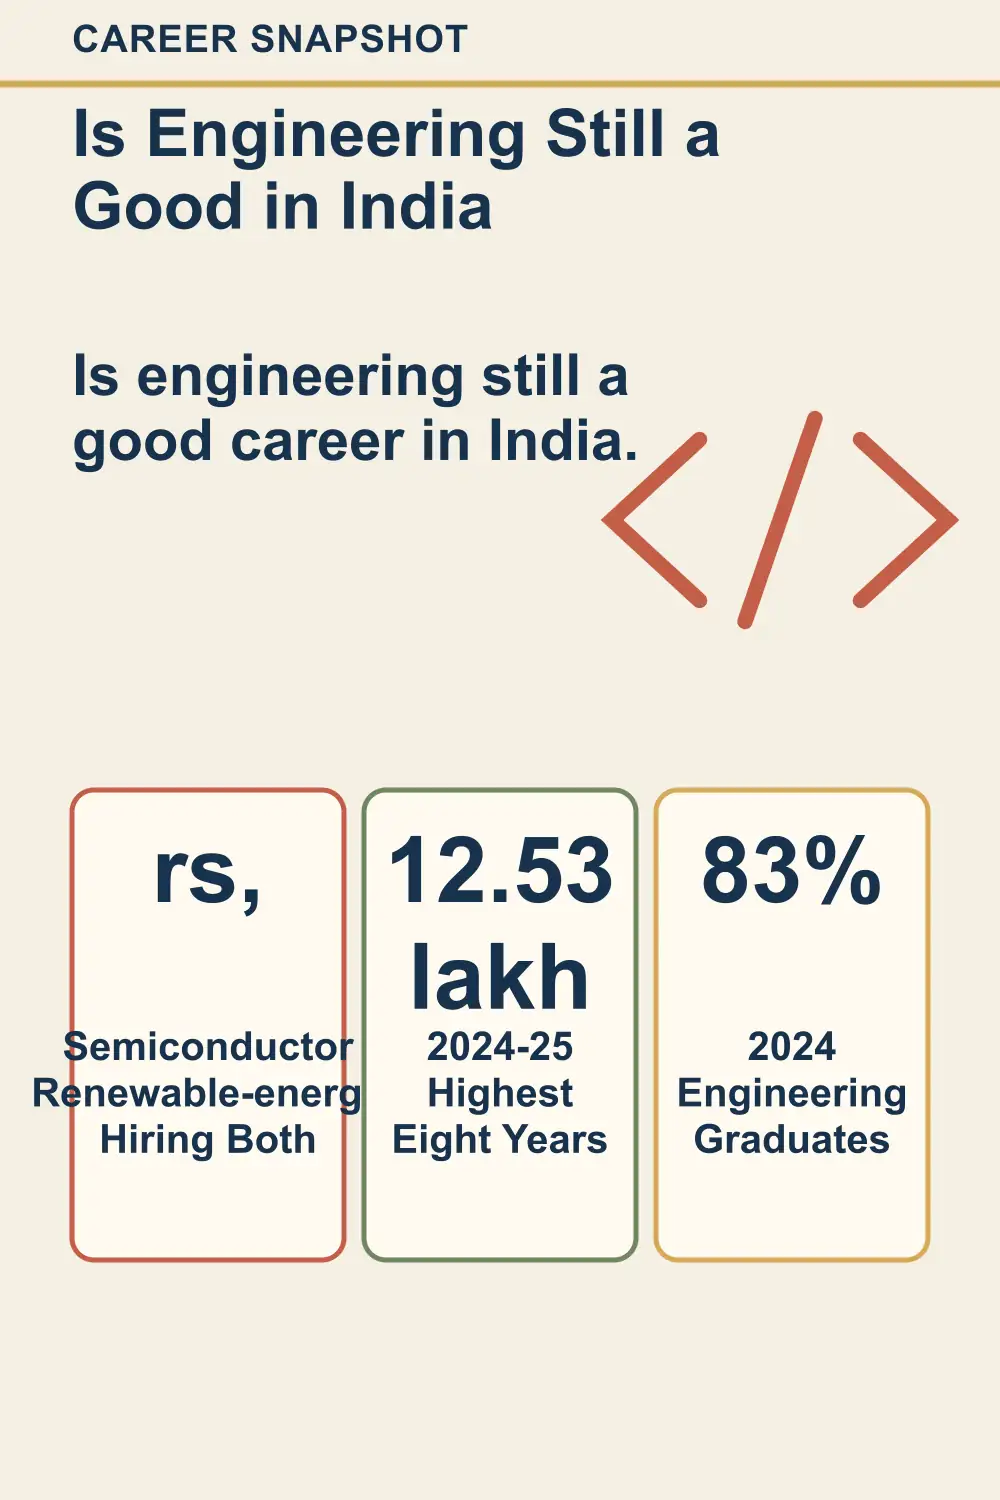 CAREER SNAPSHOT
Is Engineering Still a
Good in India
Is engineering still a
good career in India.
rs,
Semiconductor
Renewable-energ
Hiring Both
12.53
lakh
2024-25
Highest
Eight Years
83%
2024
Engineering
Graduates